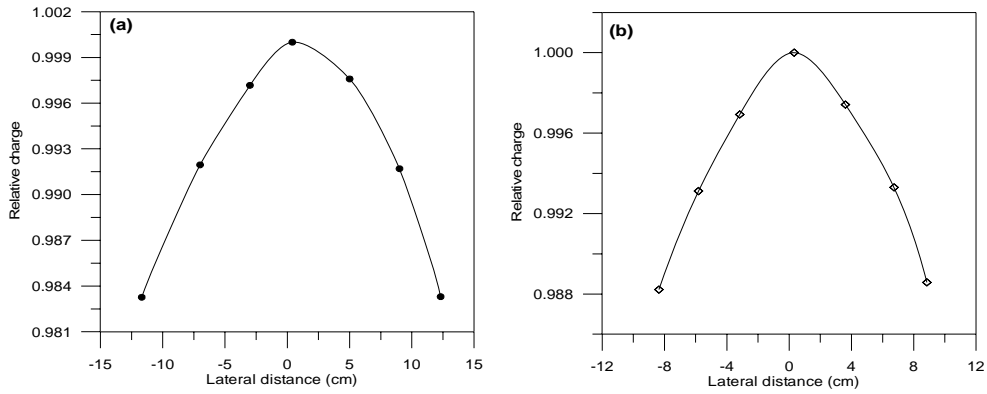 (a)
Relative charge
1.002
0.999
0.996
0.993
0.990
0.987
0.984
0.981
-15 -10 -5 0 5 10 15
Lateral distance (cm)
(b)
Relative charge
1.000
0.996
0.992
0.988
-12 -8 -4 0 4 8 12
Lateral distance (cm)